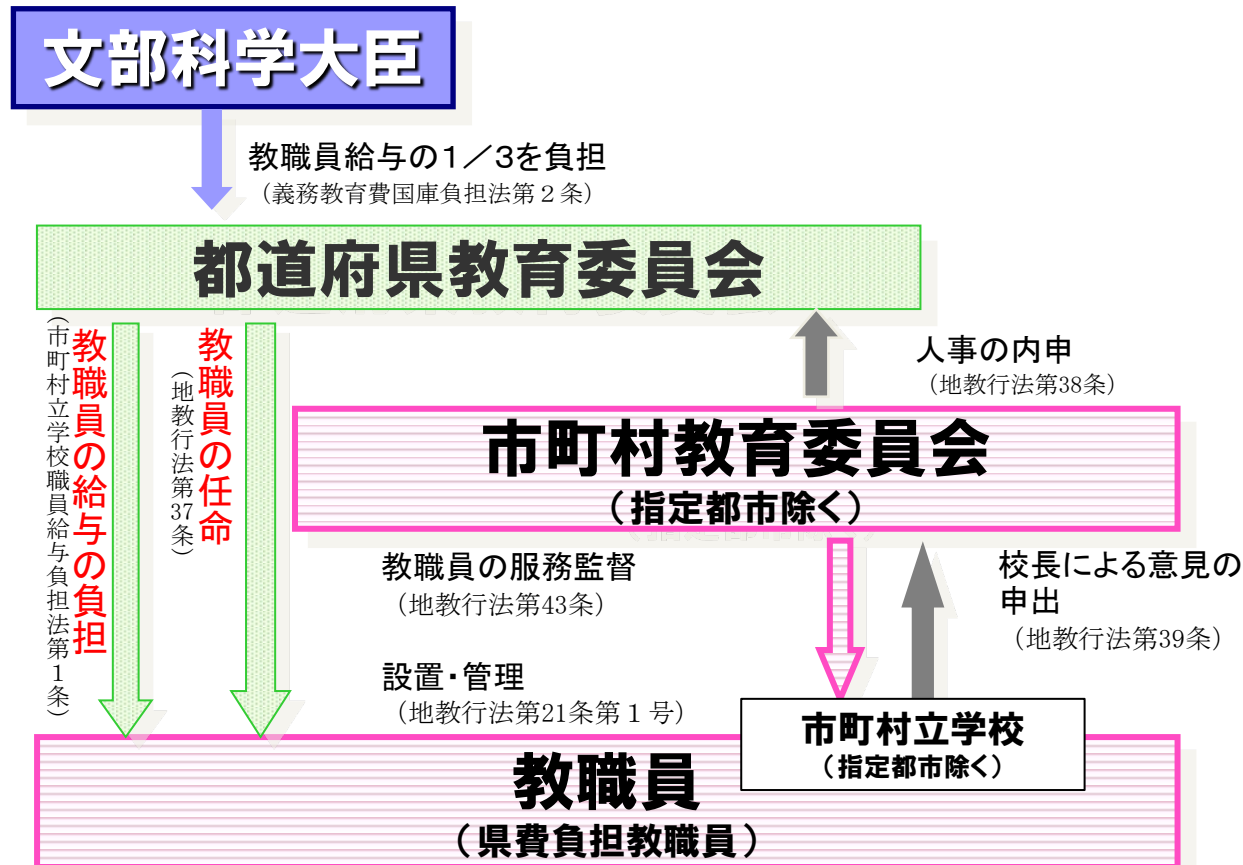 文部科学大臣
教職員給与の１／３を負担
（義務教育費国庫負担法第２条）
都道府県教育委員会
教職員の給与の負担
（市町村立学校職員給与負担法第１条）
教職員の任命
（地教行法第37条）
人事の内申
（地教行法第38条）
市町村教育委員会
（指定都市除く）
教職員の服務監督
（地教行法第43条）
設置・管理
（地教行法第21条第１号）
校長による意見の
申出
（地教行法第39条）
市町村立学校
（指定都市除く）
教職員
（県費負担教職員）